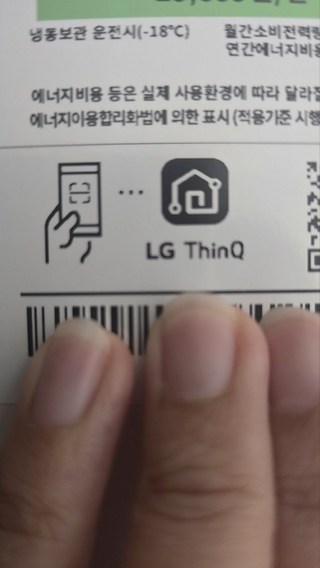 냉동보관 운전시(-18℃) 월간소비전력량
연간에너지비용
에너지비용 등은 실제 사용환경에 따라 달라질
에너지이용합리화법에 의한 표시 (적용기준 시행
LG ThinQ